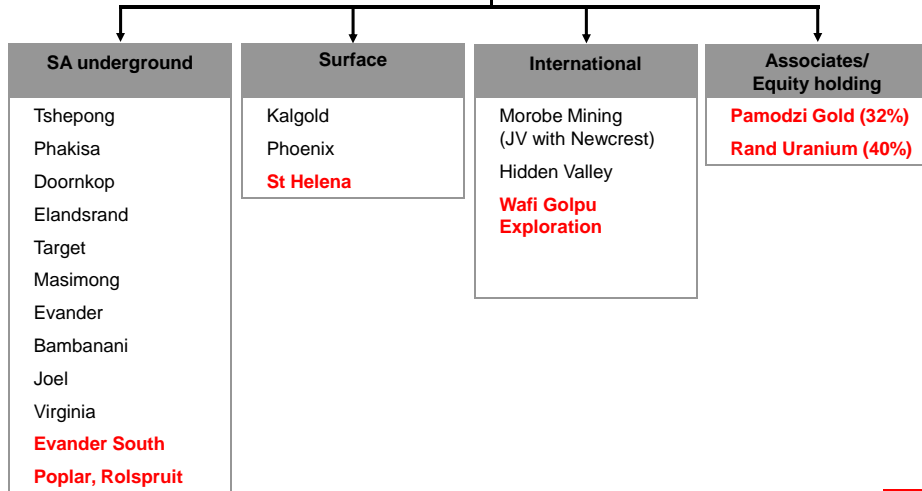 SA underground
Tshepong
Phakisa
Doornkop
Elandsrand
Target
Masimong
Evander
Bambanani
Joel
Virginia
Evander South
Poplar, Rolspruit
Surface
Kalgold
Phoenix
St Helena
International
Morobe Mining
(JV with Newcrest)
Hidden Valley
Wafi Golpu
Exploration
Associates/
Equity holding
Pamodzi Gold (32%)
Rand Uranium (40%)